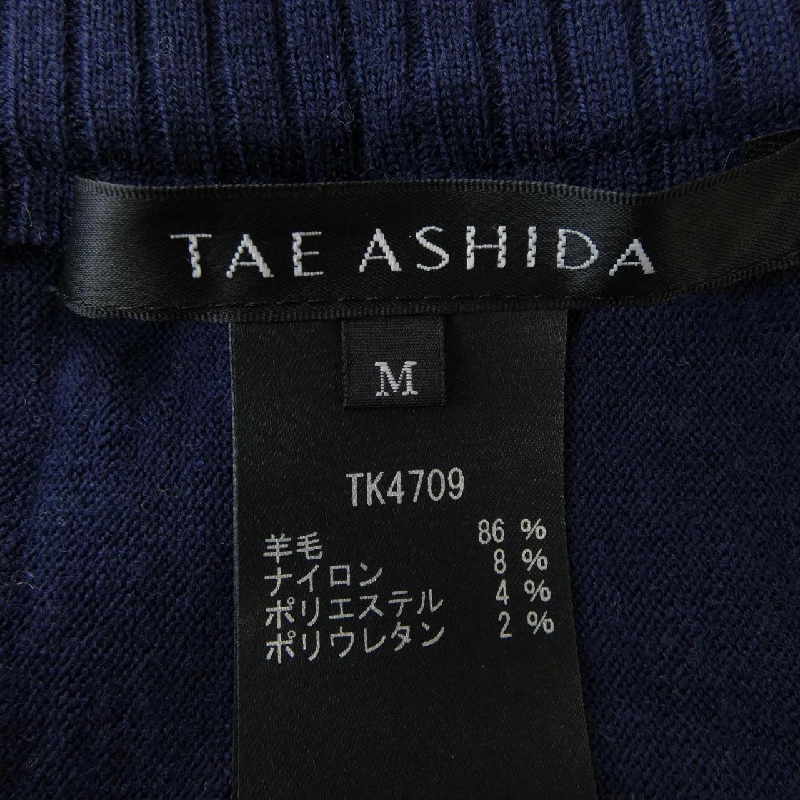 TAE ASHIDA
M
TK4709
羊毛 86 %
ナイロン 8 %
ポリエステル 4 %
ポリウレタン 2 %